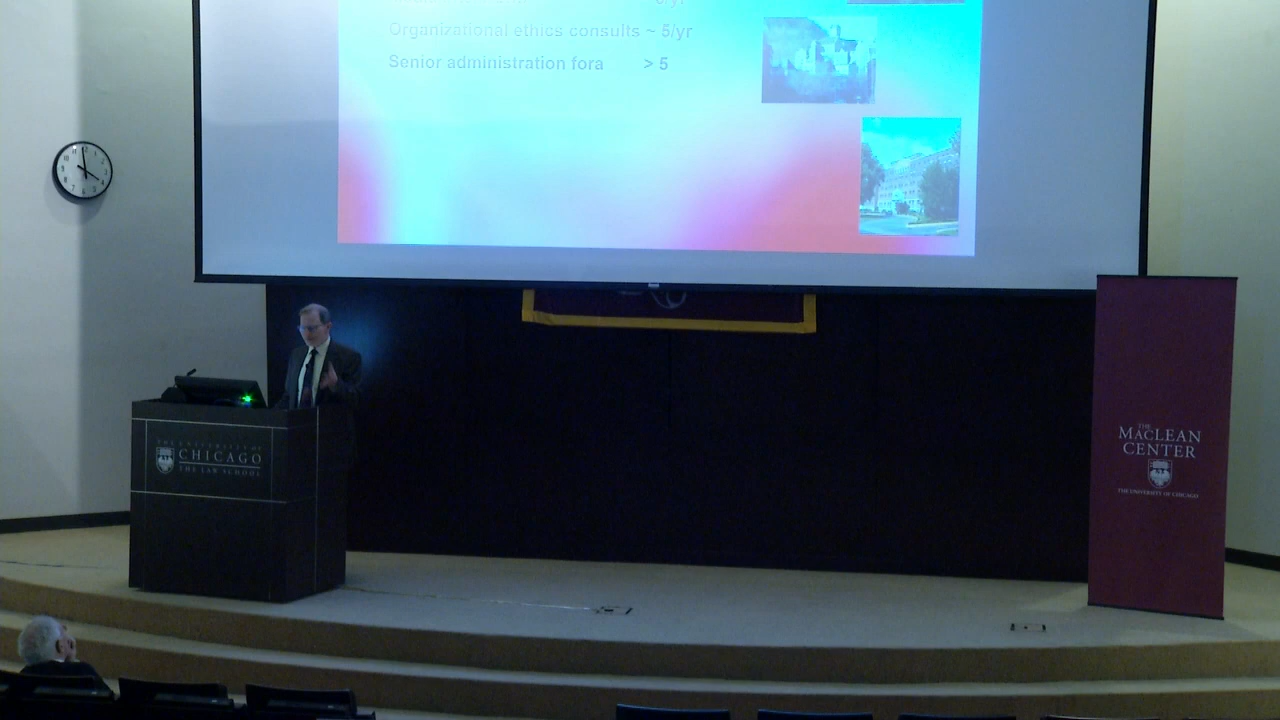 Organizational ethics consults ~ 5/yr
Senior administration fora > 5
THE UNIVERSITY OF
CHICAGO
THE LAW SCHOOL
THE
MACLEAN
CENTER
THE UNIVERSITY OF CHICAGO